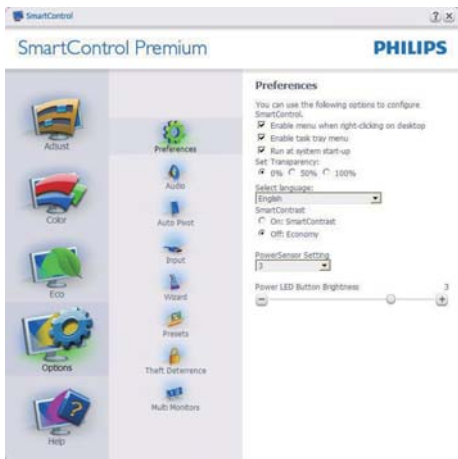 SmartControl
SmartControl Premium
PHILIPS
Adjust
Color
Eco
Options
Help
Preferences
Audio
Auto Pivot
Input
Wizard
Presets
Theft Deterrence
Multi Monitors
Preferences
You can use the following options to configure
SmartControl.
Enable menu when right-clicking on desktop
Enable task tray menu
Run at system start-up
Set Transparency:
0% 50% 100%
Select language:
English
SmartContrast
On: SmartContrast
Off: Economy
PowerSensor Setting
3
Power LED Button Brightness 3